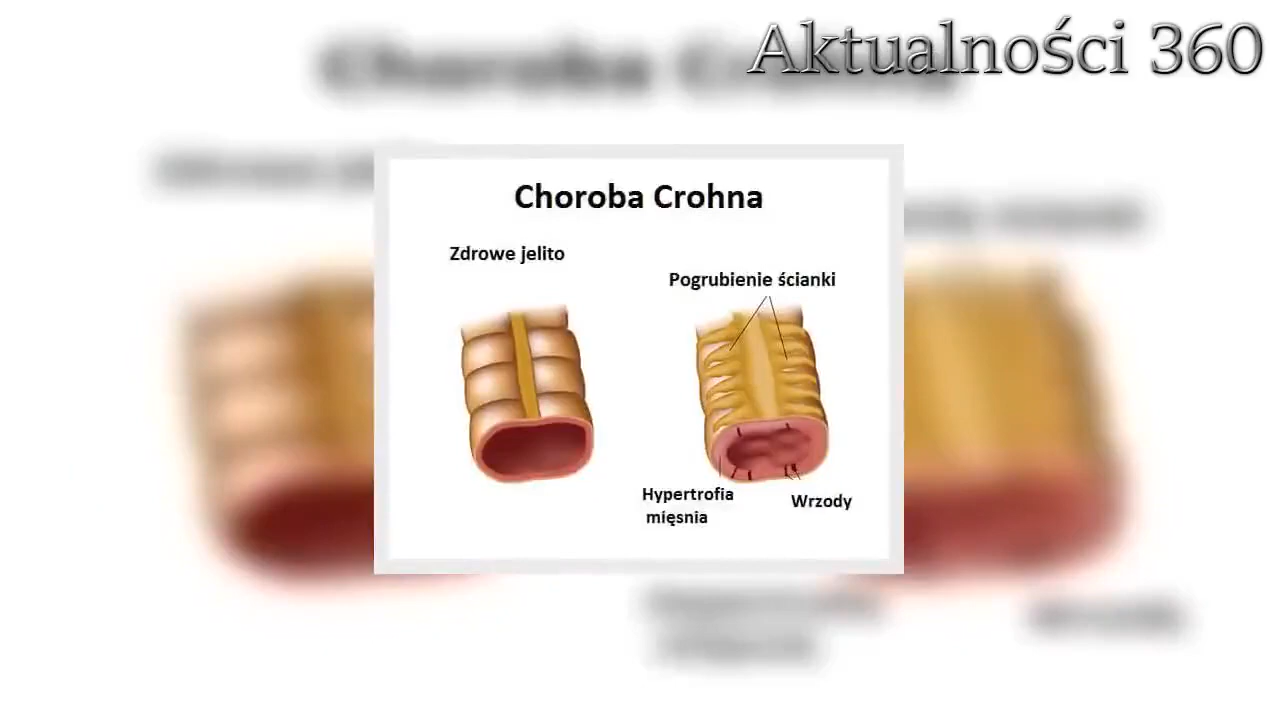 Aktualności 360
Choroba Crohna
Zdrowe jelito
Pogrubienie ścianki
Hypertrofia
mięsnia
Wrzody